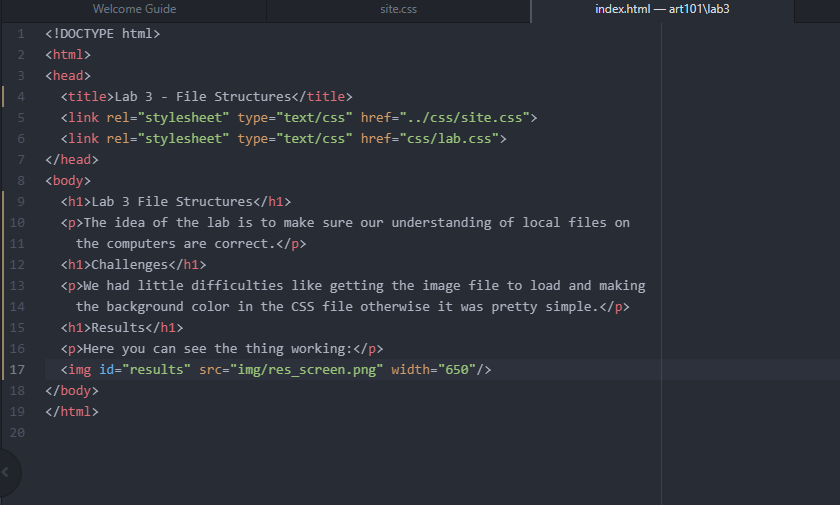 Welcome Guide site.css index.html — art101\lab3
1 <!DOCTYPE html>
2 <html>
3 <head>
4 <title>Lab 3 - File Structures</title>
5 <link rel="stylesheet" type="text/css" href="../css/site.css">
6 <link rel="stylesheet" type="text/css" href="css/lab.css">
7 </head>
8 <body>
9 <h1>Lab 3 File Structures</h1>
10 <p>The idea of the lab is to make sure our understanding of local files on
11 the computers are correct.</p>
12 <h1>Challenges</h1>
13 <p>We had little difficulties like getting the image file to load and making
14 the background color in the CSS file otherwise it was pretty simple.</p>
15 <h1>Results</h1>
16 <p>Here you can see the thing working:</p>
17 <img id="results" src="img/res_screen.png" width="650"/>
18 </body>
19 </html>
20